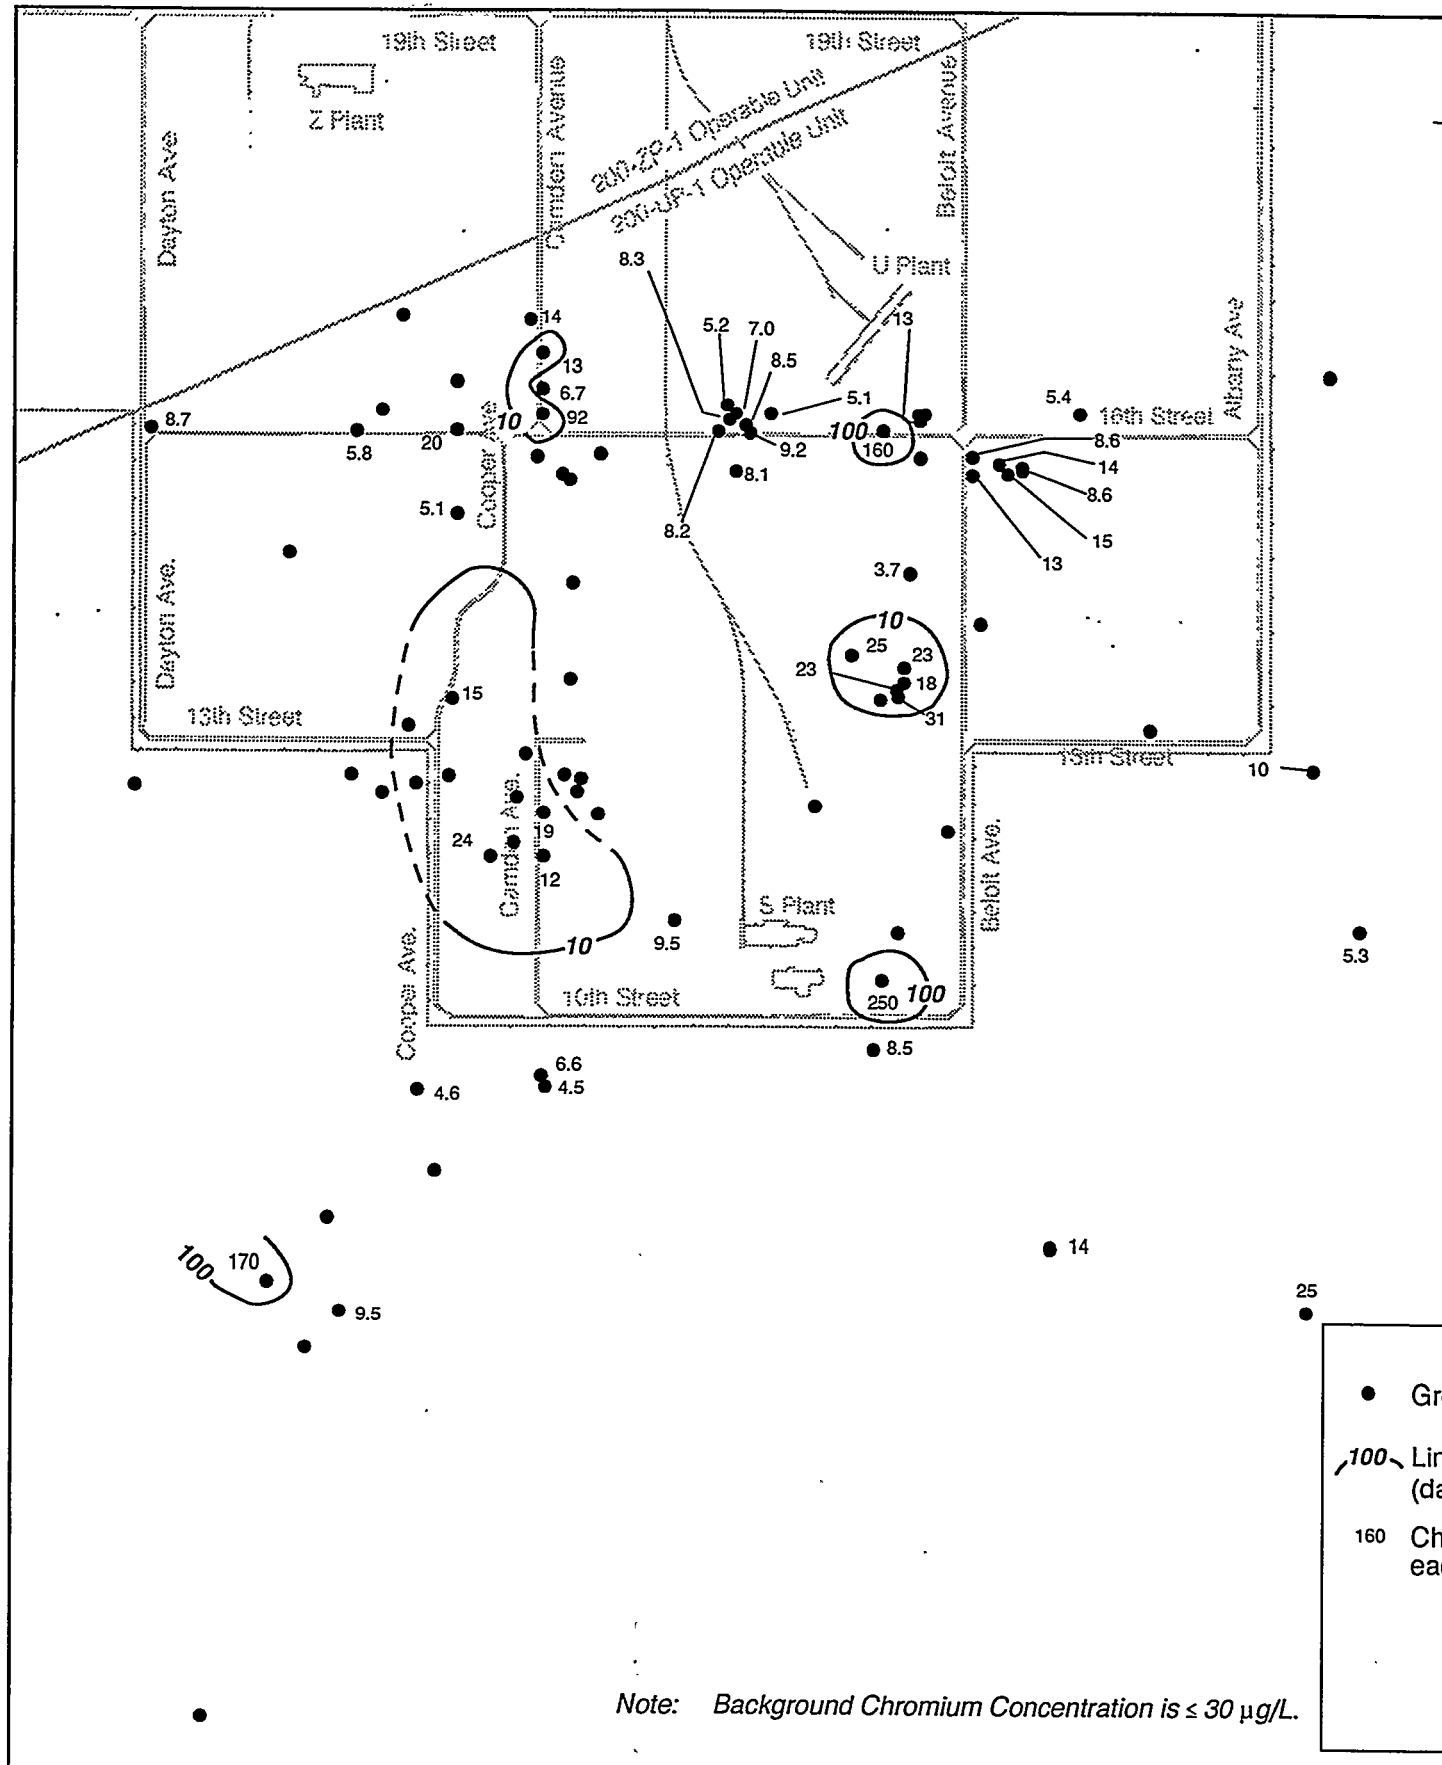 19th Street
19th Street
Z Plant
Dayton Ave
Camden Avenue
200-ZP-1 Operable Unit
200-UP-1 Operable Unit
Beloit Avenue
8.3
U Plant
14
5.2
7.0
13
Albany Ave
13
8.5
6.7
5.1
5.4
16th Street
8.7
10
92
100
8.6
5.8
20
Cooper Ave
9.2
160
14
8.1
8.6
5.1
8.2
15
13
3.7
Dayton Ave.
10
25
23
23
18
15
31
13th Street
13th Street
10
Camden Ave.
19
24
12
Beloit Ave.
S Plant
9.5
10
5.3
Cooper Ave.
10th Street
250
100
8.5
6.6
4.6
4.5
100
170
14
9.5
25
Gr
100
Lin
(da
160
Ch
ea
Note: Background Chromium Concentration is ≤ 30 µg/L.